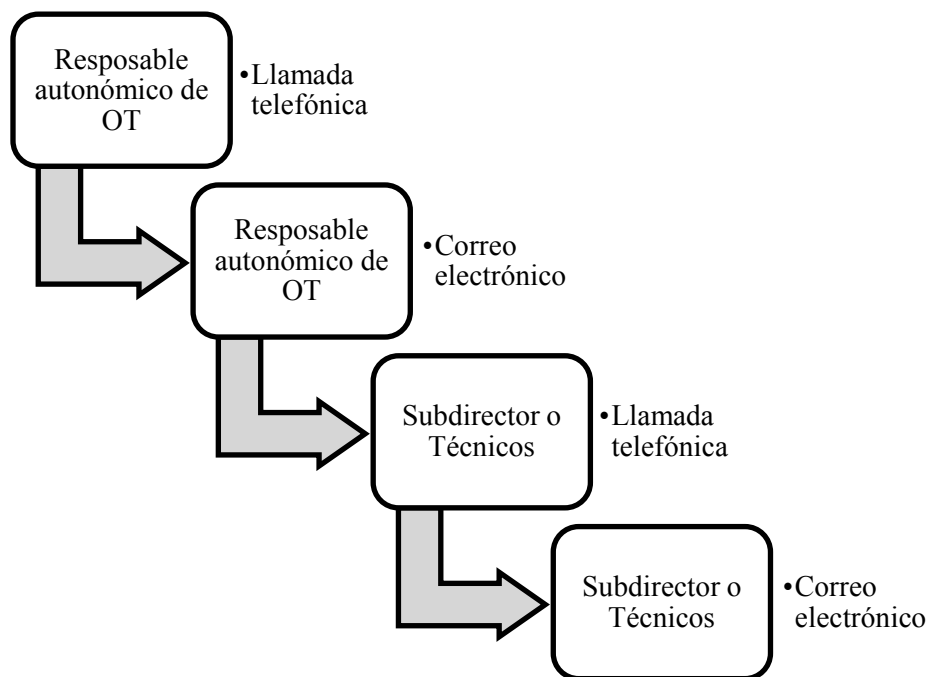 Resposable
autonómico de
OT
•Llamada
telefónica
Resposable
autonómico de
OT
•Correo
electrónico
Subdirector o
Técnicos
•Llamada
telefónica
Subdirector o
Técnicos
•Correo
electrónico